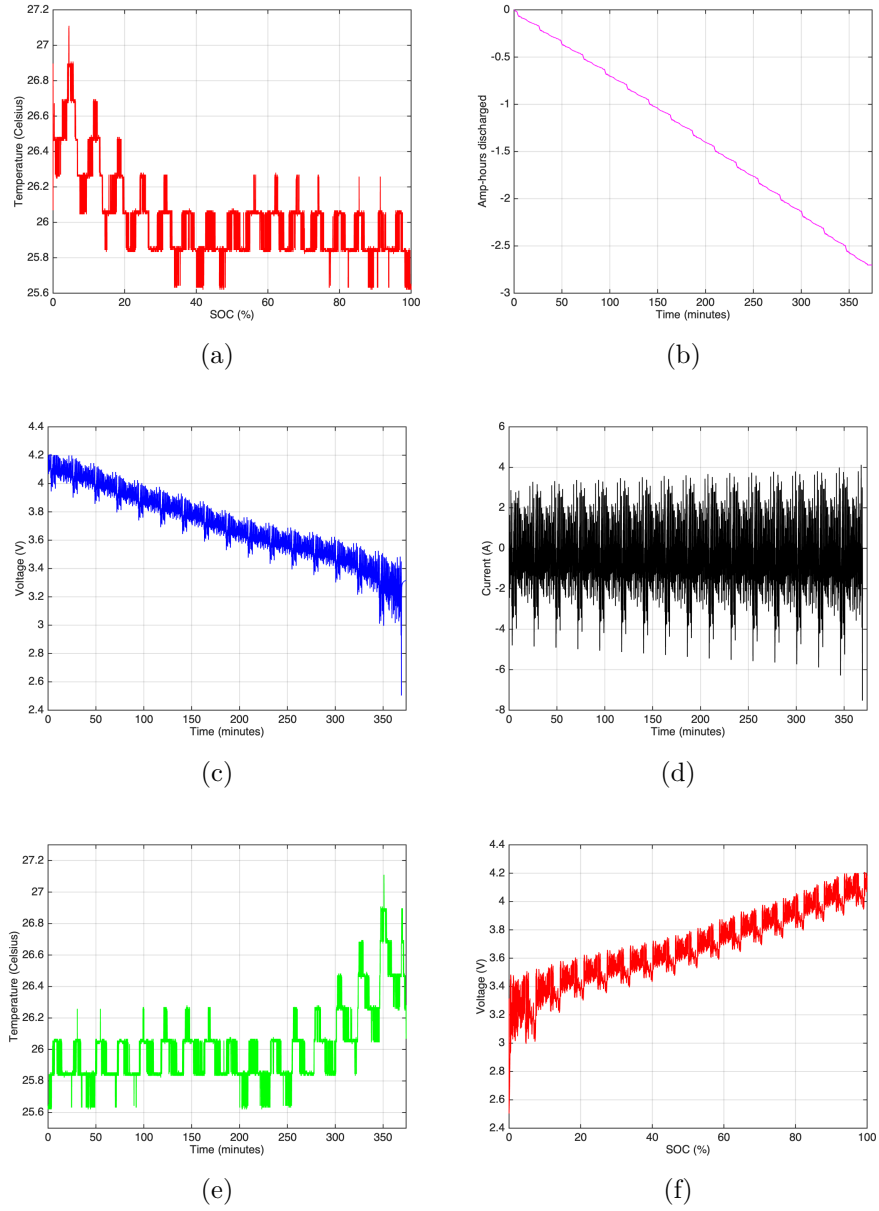 27.2
27
26.8
26.6
26.4
26.2
26
25.8
25.6
Temperature (Celsius)
0 20 40 60 80 100
SOC (%)
(a)
0
-0.5
-1
-1.5
-2
-2.5
-3
Amp-hours discharged
0 50 100 150 200 250 300 350
Time (minutes)
(b)
4.4
4.2
4
3.8
3.6
3.4
3.2
3
2.8
2.6
2.4
Voltage (V)
0 50 100 150 200 250 300 350
Time (minutes)
(c)
6
4
2
0
-2
-4
-6
-8
Current (A)
0 50 100 150 200 250 300 350
Time (minutes)
(d)
27.2
27
26.8
26.6
26.4
26.2
26
25.8
25.6
Temperature (Celsius)
0 50 100 150 200 250 300 350
Time (minutes)
(e)
4.4
4.2
4
3.8
3.6
3.4
3.2
3
2.8
2.6
2.4
Voltage (V)
0 20 40 60 80 100
SOC (%)
(f)